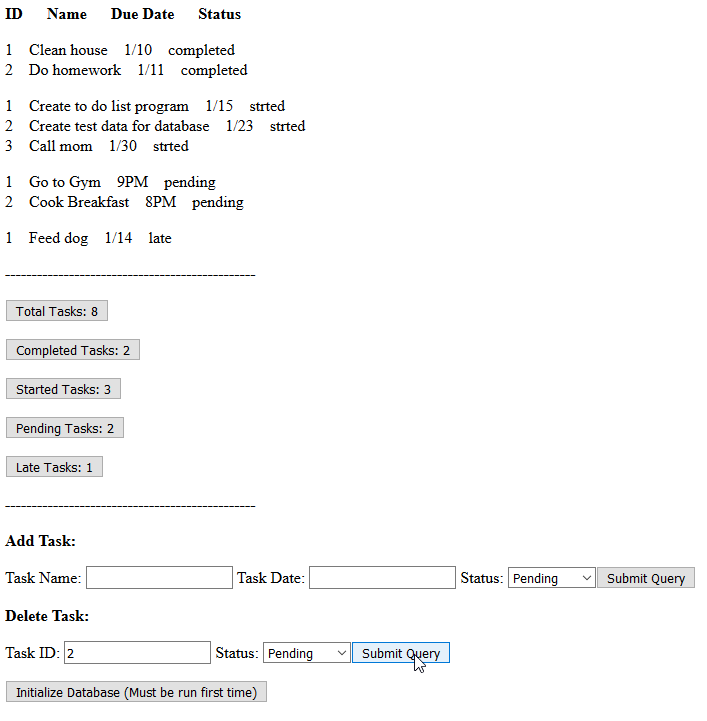 ID Name Due Date Status
1 Clean house 1/10 completed
2 Do homework 1/11 completed
1 Create to do list program 1/15 strted
2 Create test data for database 1/23 strted
3 Call mom 1/30 strted
1 Go to Gym 9PM pending
2 Cook Breakfast 8PM pending
1 Feed dog 1/14 late
-----------------------------------------------
Total Tasks: 8
Completed Tasks: 2
Started Tasks: 3
Pending Tasks: 2
Late Tasks: 1
-----------------------------------------------
Add Task:
Task Name: Task Date: Status: Pending Submit Query
Delete Task:
Task ID: 2 Status: Pending Submit Query
Initialize Database (Must be run first time)